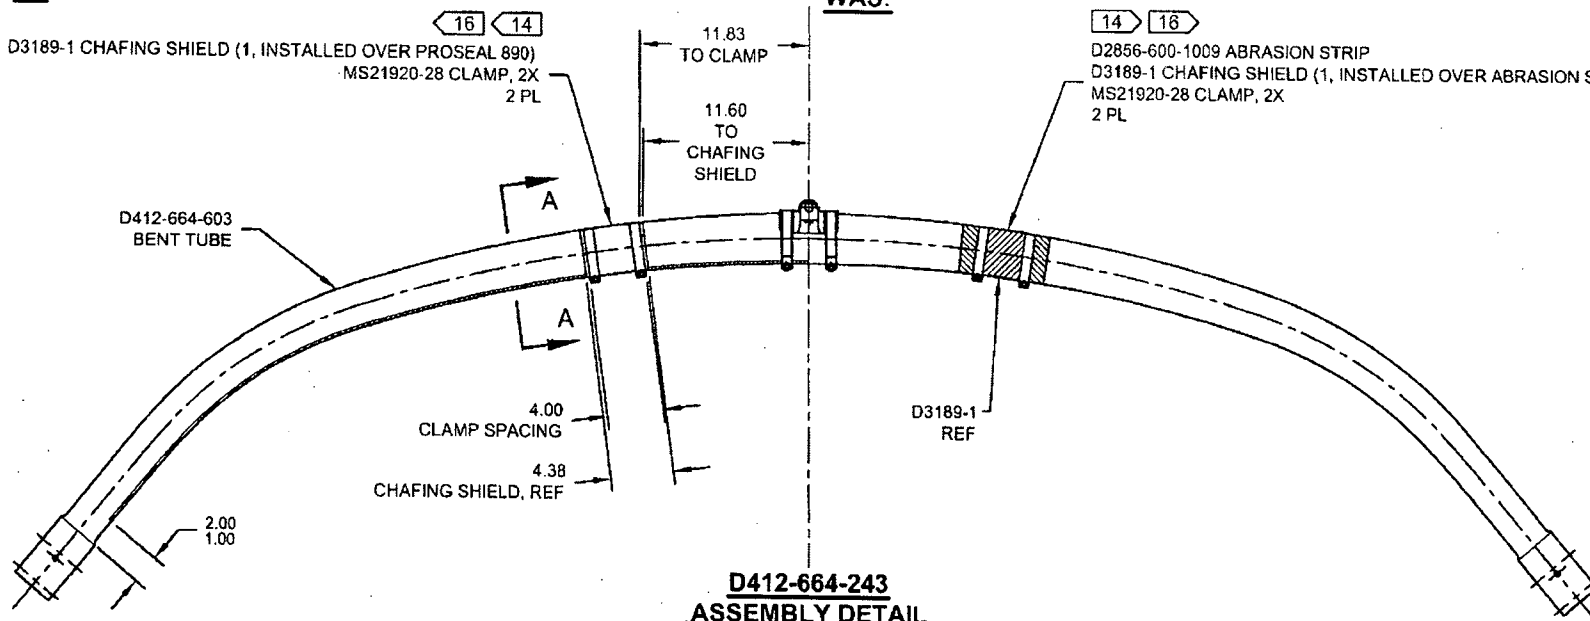 WAS:
16 14
D3189-1 CHAFING SHIELD (1, INSTALLED OVER PROSEAL 890)
MS21920-28 CLAMP, 2X
2 PL
11.83
TO CLAMP
11.60
TO
CHAFING
SHIELD
14 16
D2856-600-1009 ABRASION STRIP
D3189-1 CHAFING SHIELD (1, INSTALLED OVER ABRASION S
MS21920-28 CLAMP, 2X
2 PL
A
D412-664-603
BENT TUBE
A
4.00
CLAMP SPACING
4.38
CHAFING SHIELD, REF
D3189-1
REF
2.00
1.00
D412-664-243
ASSEMBLY DETAIL